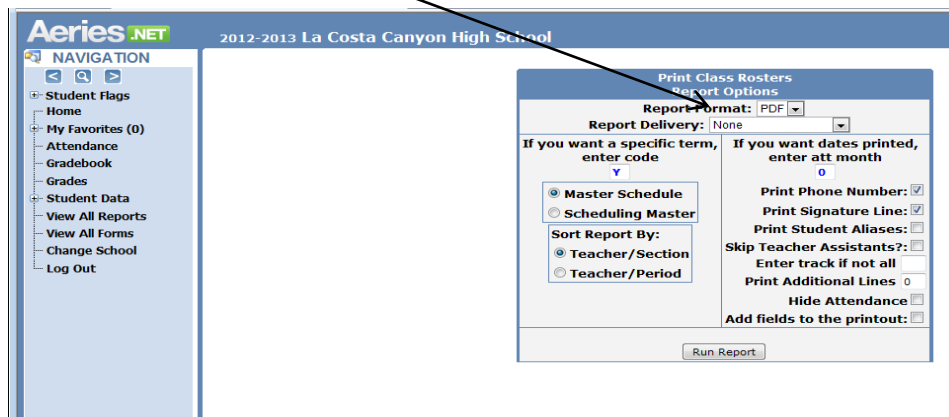 Aeries.NET
2012-2013 La Costa Canyon High School
NAVIGATION
< >
Student Flags
Home
My Favorites (0)
Attendance
Gradebook
Grades
Student Data
View All Reports
View All Forms
Change School
Log Out
Print Class Rosters
Report Options
Report Format: PDF
Report Delivery: None
If you want a specific term,
enter code
Y
Master Schedule
Scheduling Master
Sort Report By:
Teacher/Section
Teacher/Period
If you want dates printed,
enter att month
0
Print Phone Number:
Print Signature Line:
Print Student Aliases:
Skip Teacher Assistants?:
Enter track if not all
Print Additional Lines 0
Hide Attendance
Add fields to the printout:
Run Report